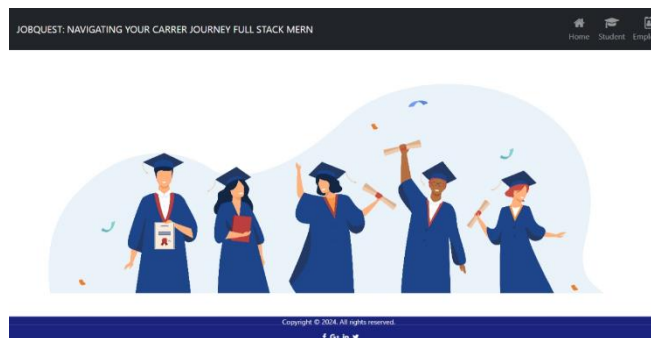 JOBQUEST: NAVIGATING YOUR CARRER JOURNEY FULL STACK MERN
Home Student
Copyright © 2024. All rights reserved.